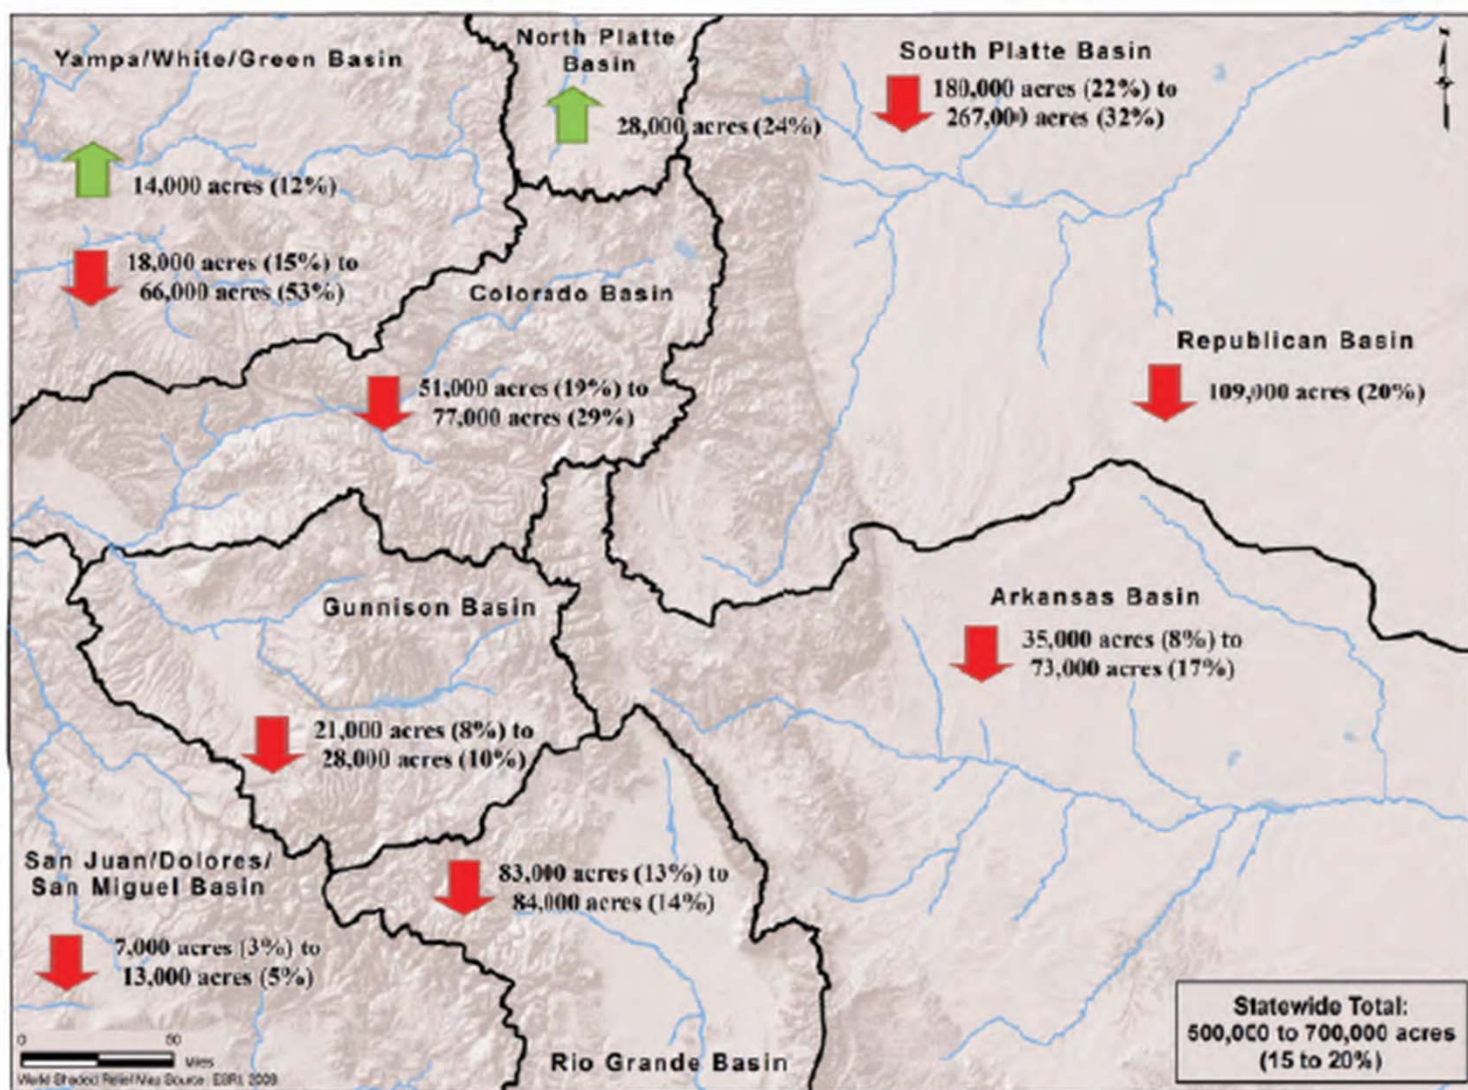 Yampa/White/Green Basin
14,000 acres (12%)
18,000 acres (15%) to
66,000 acres (53%)
North Platte
Basin
28,000 acres (24%)
South Platte Basin
180,000 acres (22%) to
267,000 acres (32%)
Colorado Basin
51,000 acres (19%) to
77,000 acres (29%)
Republican Basin
109,000 acres (20%)
Gunnison Basin
21,000 acres (8%) to
28,000 acres (10%)
Arkansas Basin
35,000 acres (8%) to
73,000 acres (17%)
San Juan/Dolores/
San Miguel Basin
7,000 acres (3%) to
13,000 acres (5%)
83,000 acres (13%) to
84,000 acres (14%)
Rio Grande Basin
Statewide Total:
500,000 to 700,000 acres
(15 to 20%)
0 50
Miles
World Shaded Relief Map Source: ESRI, 2009